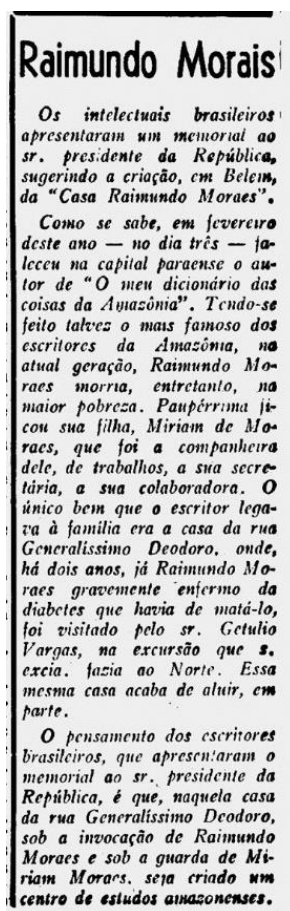 Raimundo Morais
Os intelectuais brasileiros
apresentaram um memorial ao
sr. presidente da República,
sugerindo a criação, em Belem,
da "Casa Raimundo Moraes".
Como se sabe, em fevereiro
deste ano — no dia três — fa-
leceu na capital paraense o au-
tor de "O meu dicionário das
coisas da Amazônia". Tendo-se
feito talvez o mais famoso dos
escritores da Amazônia, na
atual geração, Raimundo Mo-
raes morria, entretanto, na
maior pobreza. Paupérrima fi-
cou sua filha, Miriam de Mo-
raes, que foi a companheira
dele, de trabalhos, a sua secre-
tária, a sua colaboradora. O
único bem que o escritor lega-
va à família era a casa da rua
Generalíssimo Deodoro, onde,
há dois anos, já Raimundo Mo-
raes gravemente enfermo da
diabetes que havia de matá-lo,
foi visitado pelo sr. Getulio
Vargas, na excursão que s.
excia. fazia ao Norte. Essa
mesma casa acaba de aluir, em
parte.
O pensamento dos escritores
brasileiros, que apresentaram o
memorial ao sr. presidente da
República, é que, naquela casa
da rua Generalíssimo Deodoro,
sob a invocação de Raimundo
Moraes e sob a guarda de Mi-
riam Moraes, seja criado um
centro de estudos amazonenses.